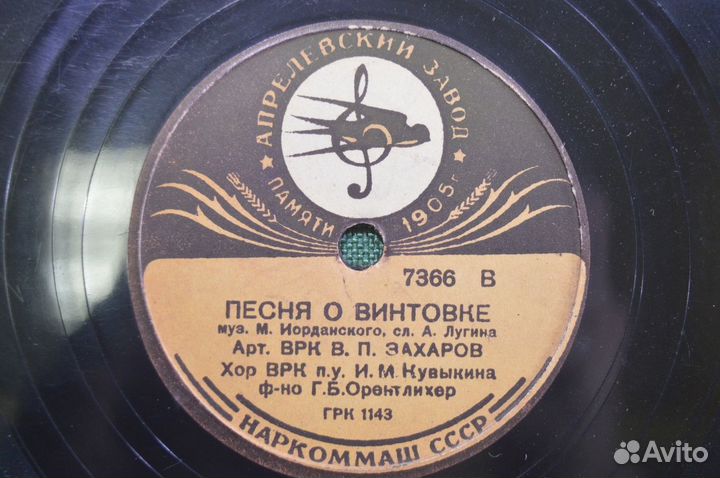 ★ АПРЕЛЕВСКИЙ ЗАВОД ★
ПАМЯТИ 1905 г.
7366 В
ПЕСНЯ О ВИНТОВКЕ
муз. М. Иорданского, сл. А. Лугина
Арт. ВРК В. П. ЗАХАРОВ
Хор ВРК п.у. И. М. Кувыкина
ф-но Г. Б. Орентлихер
ГРК 1143
НАРКОММАШ СССР
Avito